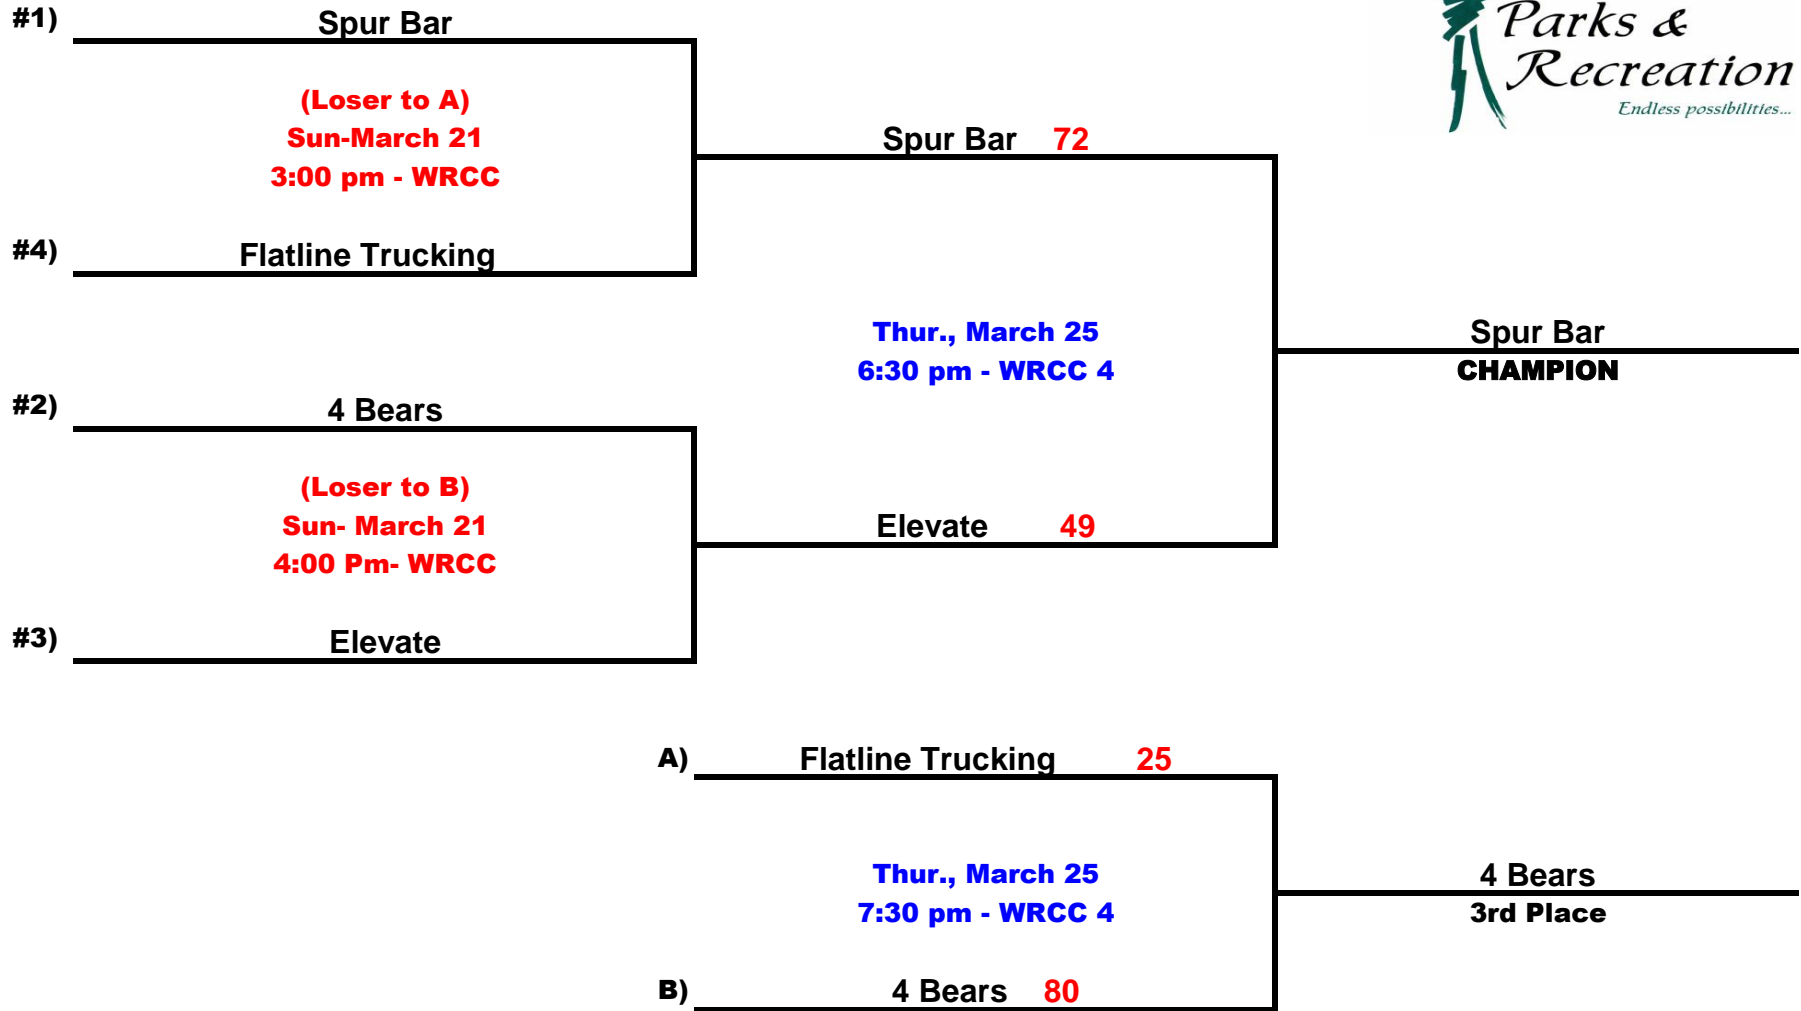 #1) Spur Bar
Parks &
Recreation
Endless possibilities...
(Loser to A)
Sun-March 21
3:00 pm - WRCC
Spur Bar 72
#4) Flatline Trucking
Thur., March 25
6:30 pm - WRCC 4
Spur Bar
CHAMPION
#2) 4 Bears
(Loser to B)
Sun- March 21
4:00 Pm- WRCC
Elevate 49
#3) Elevate
A) Flatline Trucking 25
Thur., March 25
7:30 pm - WRCC 4
4 Bears
3rd Place
B) 4 Bears 80